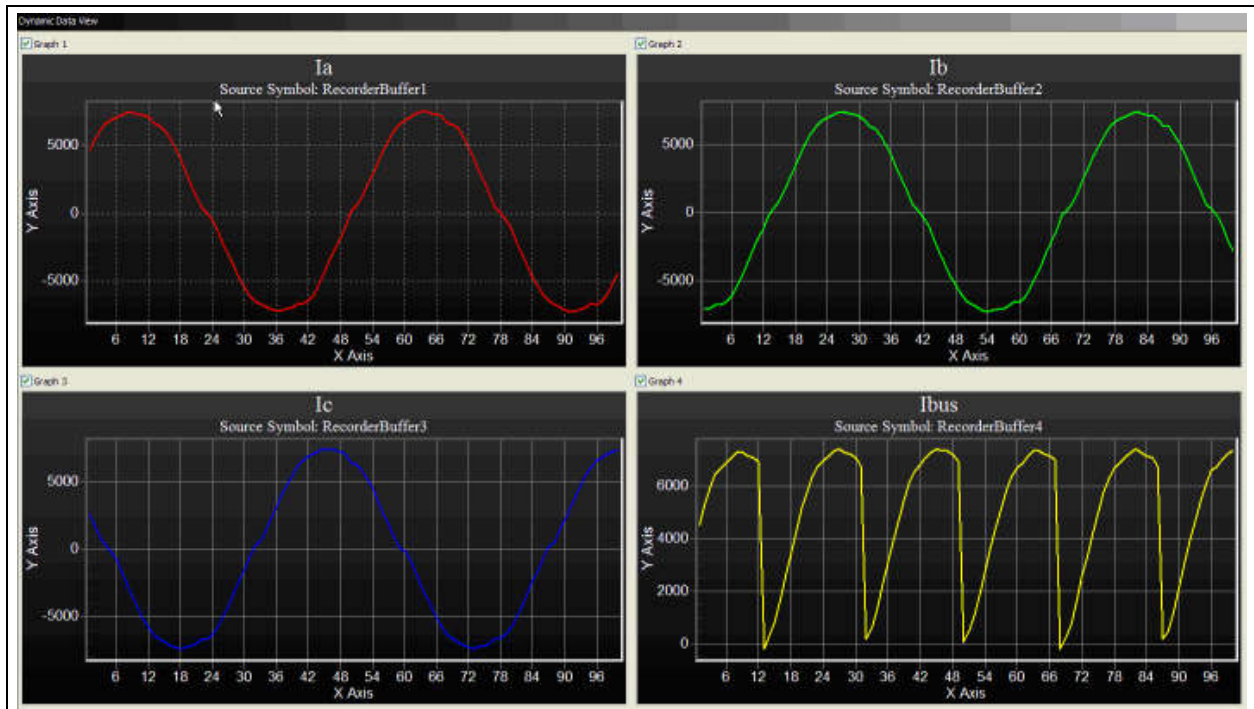 Dynamic Data View
Graph 1
Ia
Source Symbol: RecorderBuffer1
5000
0
-5000
Y Axis
6 12 18 24 30 36 42 48 54 60 66 72 78 84 90 96
X Axis
Graph 2
Ib
Source Symbol: RecorderBuffer2
5000
0
-5000
Y Axis
6 12 18 24 30 36 42 48 54 60 66 72 78 84 90 96
X Axis
Graph 3
Ic
Source Symbol: RecorderBuffer3
5000
0
-5000
Y Axis
6 12 18 24 30 36 42 48 54 60 66 72 78 84 90 96
X Axis
Graph 4
Ibus
Source Symbol: RecorderBuffer4
6000
4000
2000
0
Y Axis
6 12 18 24 30 36 42 48 54 60 66 72 78 84 90 96
X Axis